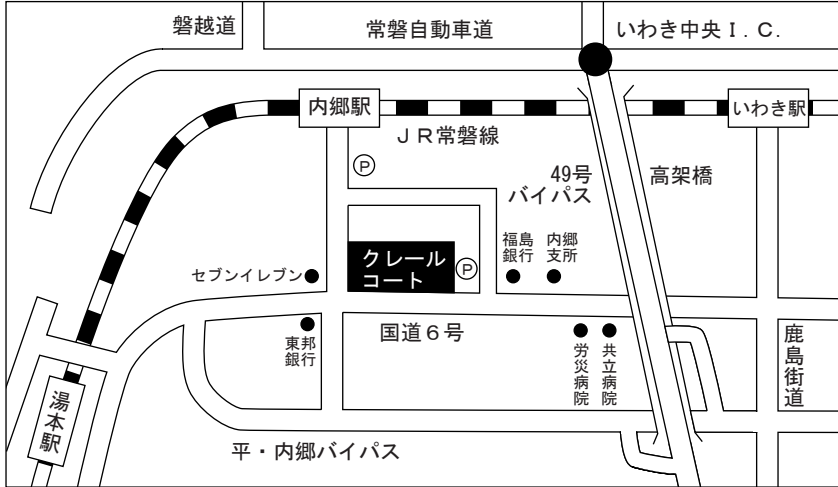 磐越道
常磐自動車道
いわき中央Ｉ．Ｃ．
内郷駅
いわき駅
ＪＲ常磐線
P
49号
バイパス
高架橋
福島
銀行
内郷
支所
クレール
コート
P
セブンイレブン
東邦
銀行
国道６号
労災病院
共立病院
鹿島街道
湯本駅
平・内郷バイパス